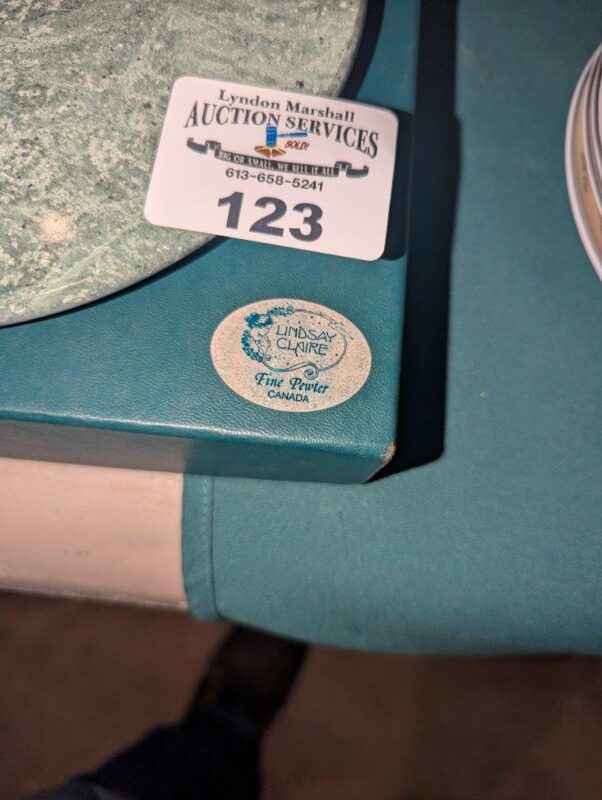 Lyndon Marshall
AUCTION SERVICES
SOLD!
BIG OR SMALL, WE SELL IT ALL
613-658-5241
123
LINDSAY
CLAIRE
Fine Pewter
CANADA